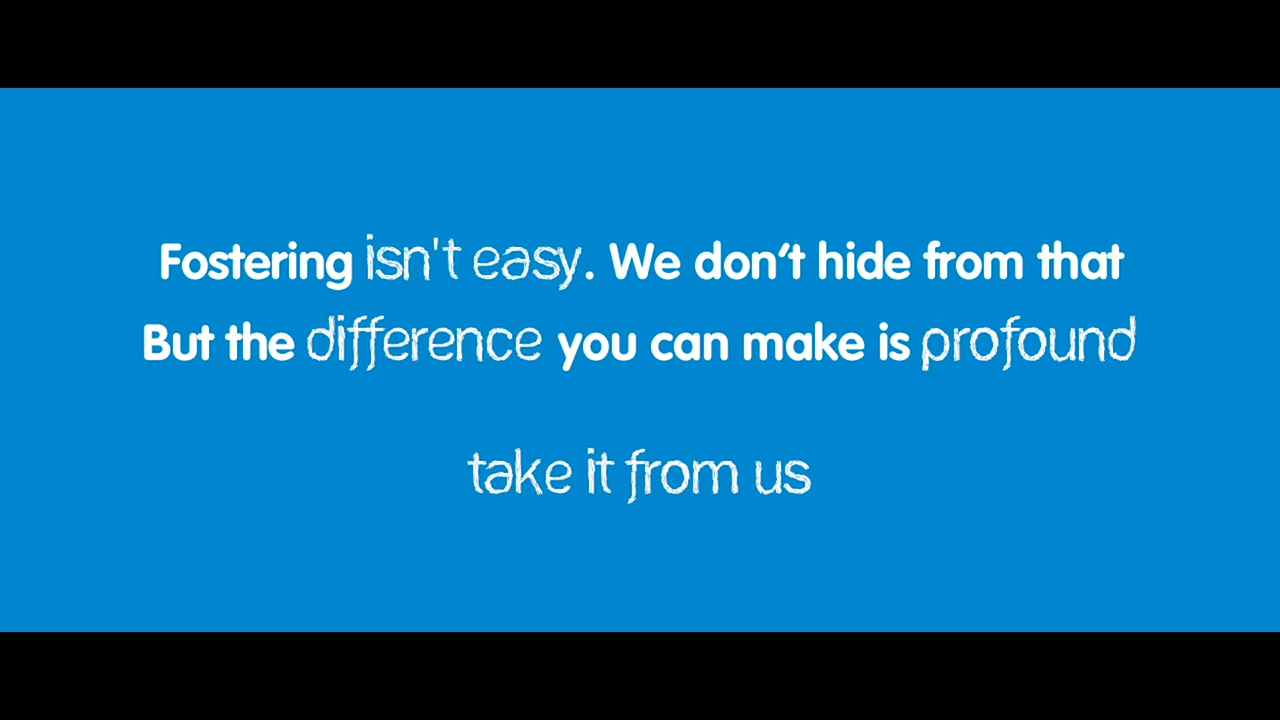 Fostering isn't easy. We don't hide from that
But the difference you can make is profound
take it from us